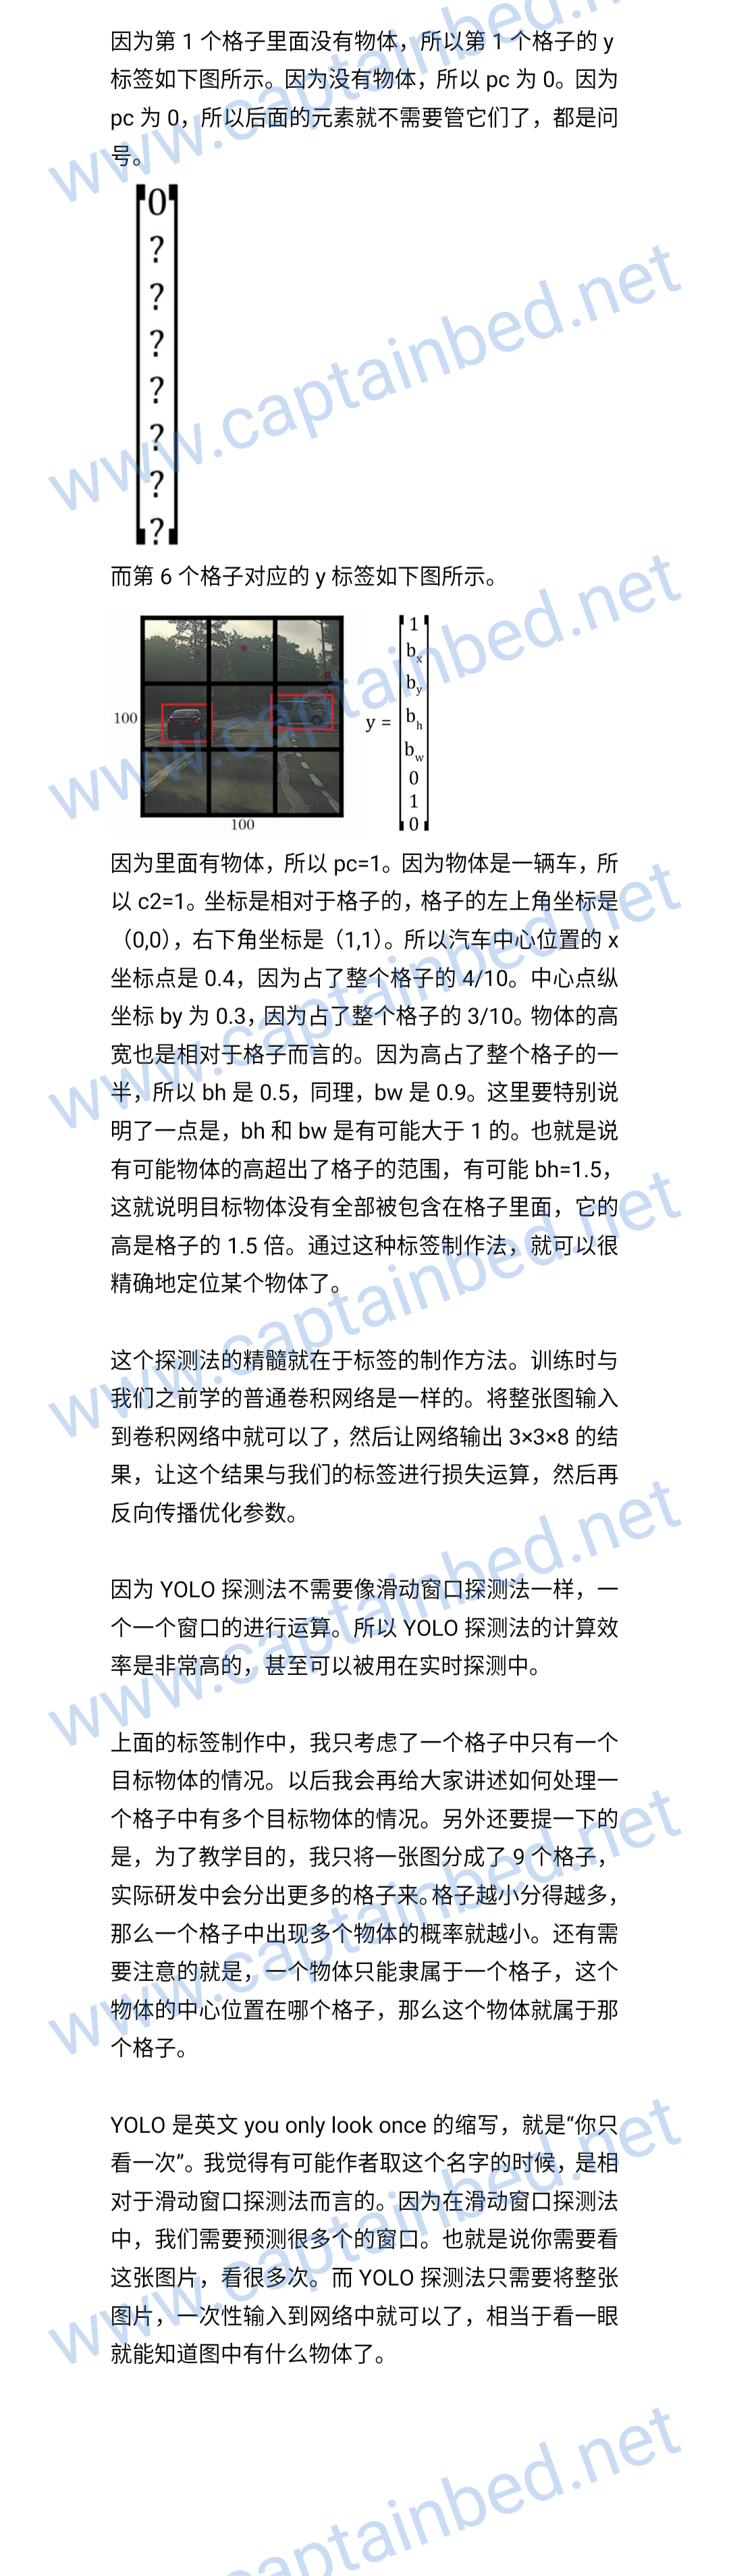 因为第 1 个格子里面没有物体，所以第 1 个格子的 y
标签如下图所示。因为没有物体，所以 pc 为 0。因为
pc 为 0，所以后面的元素就不需要管它们了，都是问
号。
0
?
?
?
?
?
?
?
而第 6 个格子对应的 y 标签如下图所示。
100
100
y =
1
bx
by
bh
bw
0
1
0
因为里面有物体，所以 pc=1。因为物体是一辆车，所
以 c2=1。坐标是相对于格子的，格子的左上角坐标是
（0,0），右下角坐标是（1,1）。所以汽车中心位置的 x
坐标点是 0.4，因为占了整个格子的 4/10。中心点纵
坐标 by 为 0.3，因为占了整个格子的 3/10。物体的高
宽也是相对于格子而言的。因为高占了整个格子的一
半，所以 bh 是 0.5，同理，bw 是 0.9。这里要特别说
明了一点是，bh 和 bw 是有可能大于 1 的。也就是说
有可能物体的高超出了格子的范围，有可能 bh=1.5，
这就说明目标物体没有全部被包含在格子里面，它的
高是格子的 1.5 倍。通过这种标签制作法，就可以很
精确地定位某个物体了。
这个探测法的精髓就在于标签的制作方法。训练时与
我们之前学的普通卷积网络是一样的。将整张图输入
到卷积网络中就可以了，然后让网络输出 3×3×8 的结
果，让这个结果与我们的标签进行损失运算，然后再
反向传播优化参数。
因为 YOLO 探测法不需要像滑动窗口探测法一样，一
个一个窗口的进行运算。所以 YOLO 探测法的计算效
率是非常高的，甚至可以被用在实时探测中。
上面的标签制作中，我只考虑了一个格子中只有一个
目标物体的情况。以后我会再给大家讲述如何处理一
个格子中有多个目标物体的情况。另外还要提一下的
是，为了教学目的，我只将一张图分成了 9 个格子，
实际研发中会分出更多的格子来。格子越小分得越多，
那么一个格子中出现多个物体的概率就越小。还有需
要注意的就是，一个物体只能隶属于一个格子，这个
物体的中心位置在哪个格子，那么这个物体就属于那
个格子。
YOLO 是英文 you only look once 的缩写，就是“你只
看一次”。我觉得有可能作者取这个名字的时候，是相
对于滑动窗口探测法而言的。因为在滑动窗口探测法
中，我们需要预测很多个的窗口。也就是说你需要看
这张图片，看很多次。而 YOLO 探测法只需要将整张
图片，一次性输入到网络中就可以了，相当于看一眼
就能知道图中有什么物体了。
www.captainbed.net
www.captainbed.net
www.captainbed.net
www.captainbed.net
www.captainbed.net
www.captainbed.net
www.captainbed.net
www.captainbed.net
captainbed.net